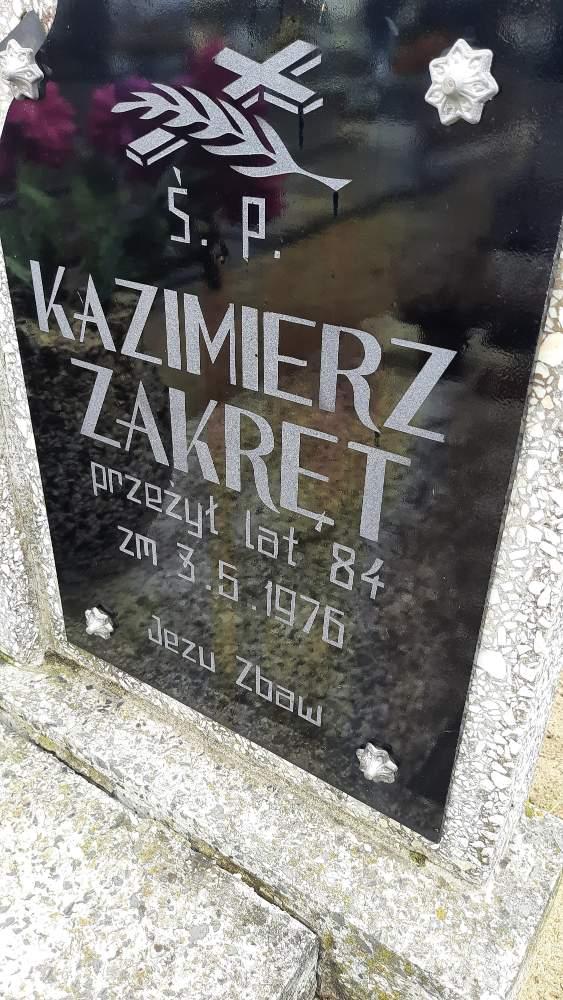 Ś. P.
KAZIMIERZ
ZAKRĘT
przeżył lat 84
zm 3.5.1976
Jezu Zbaw